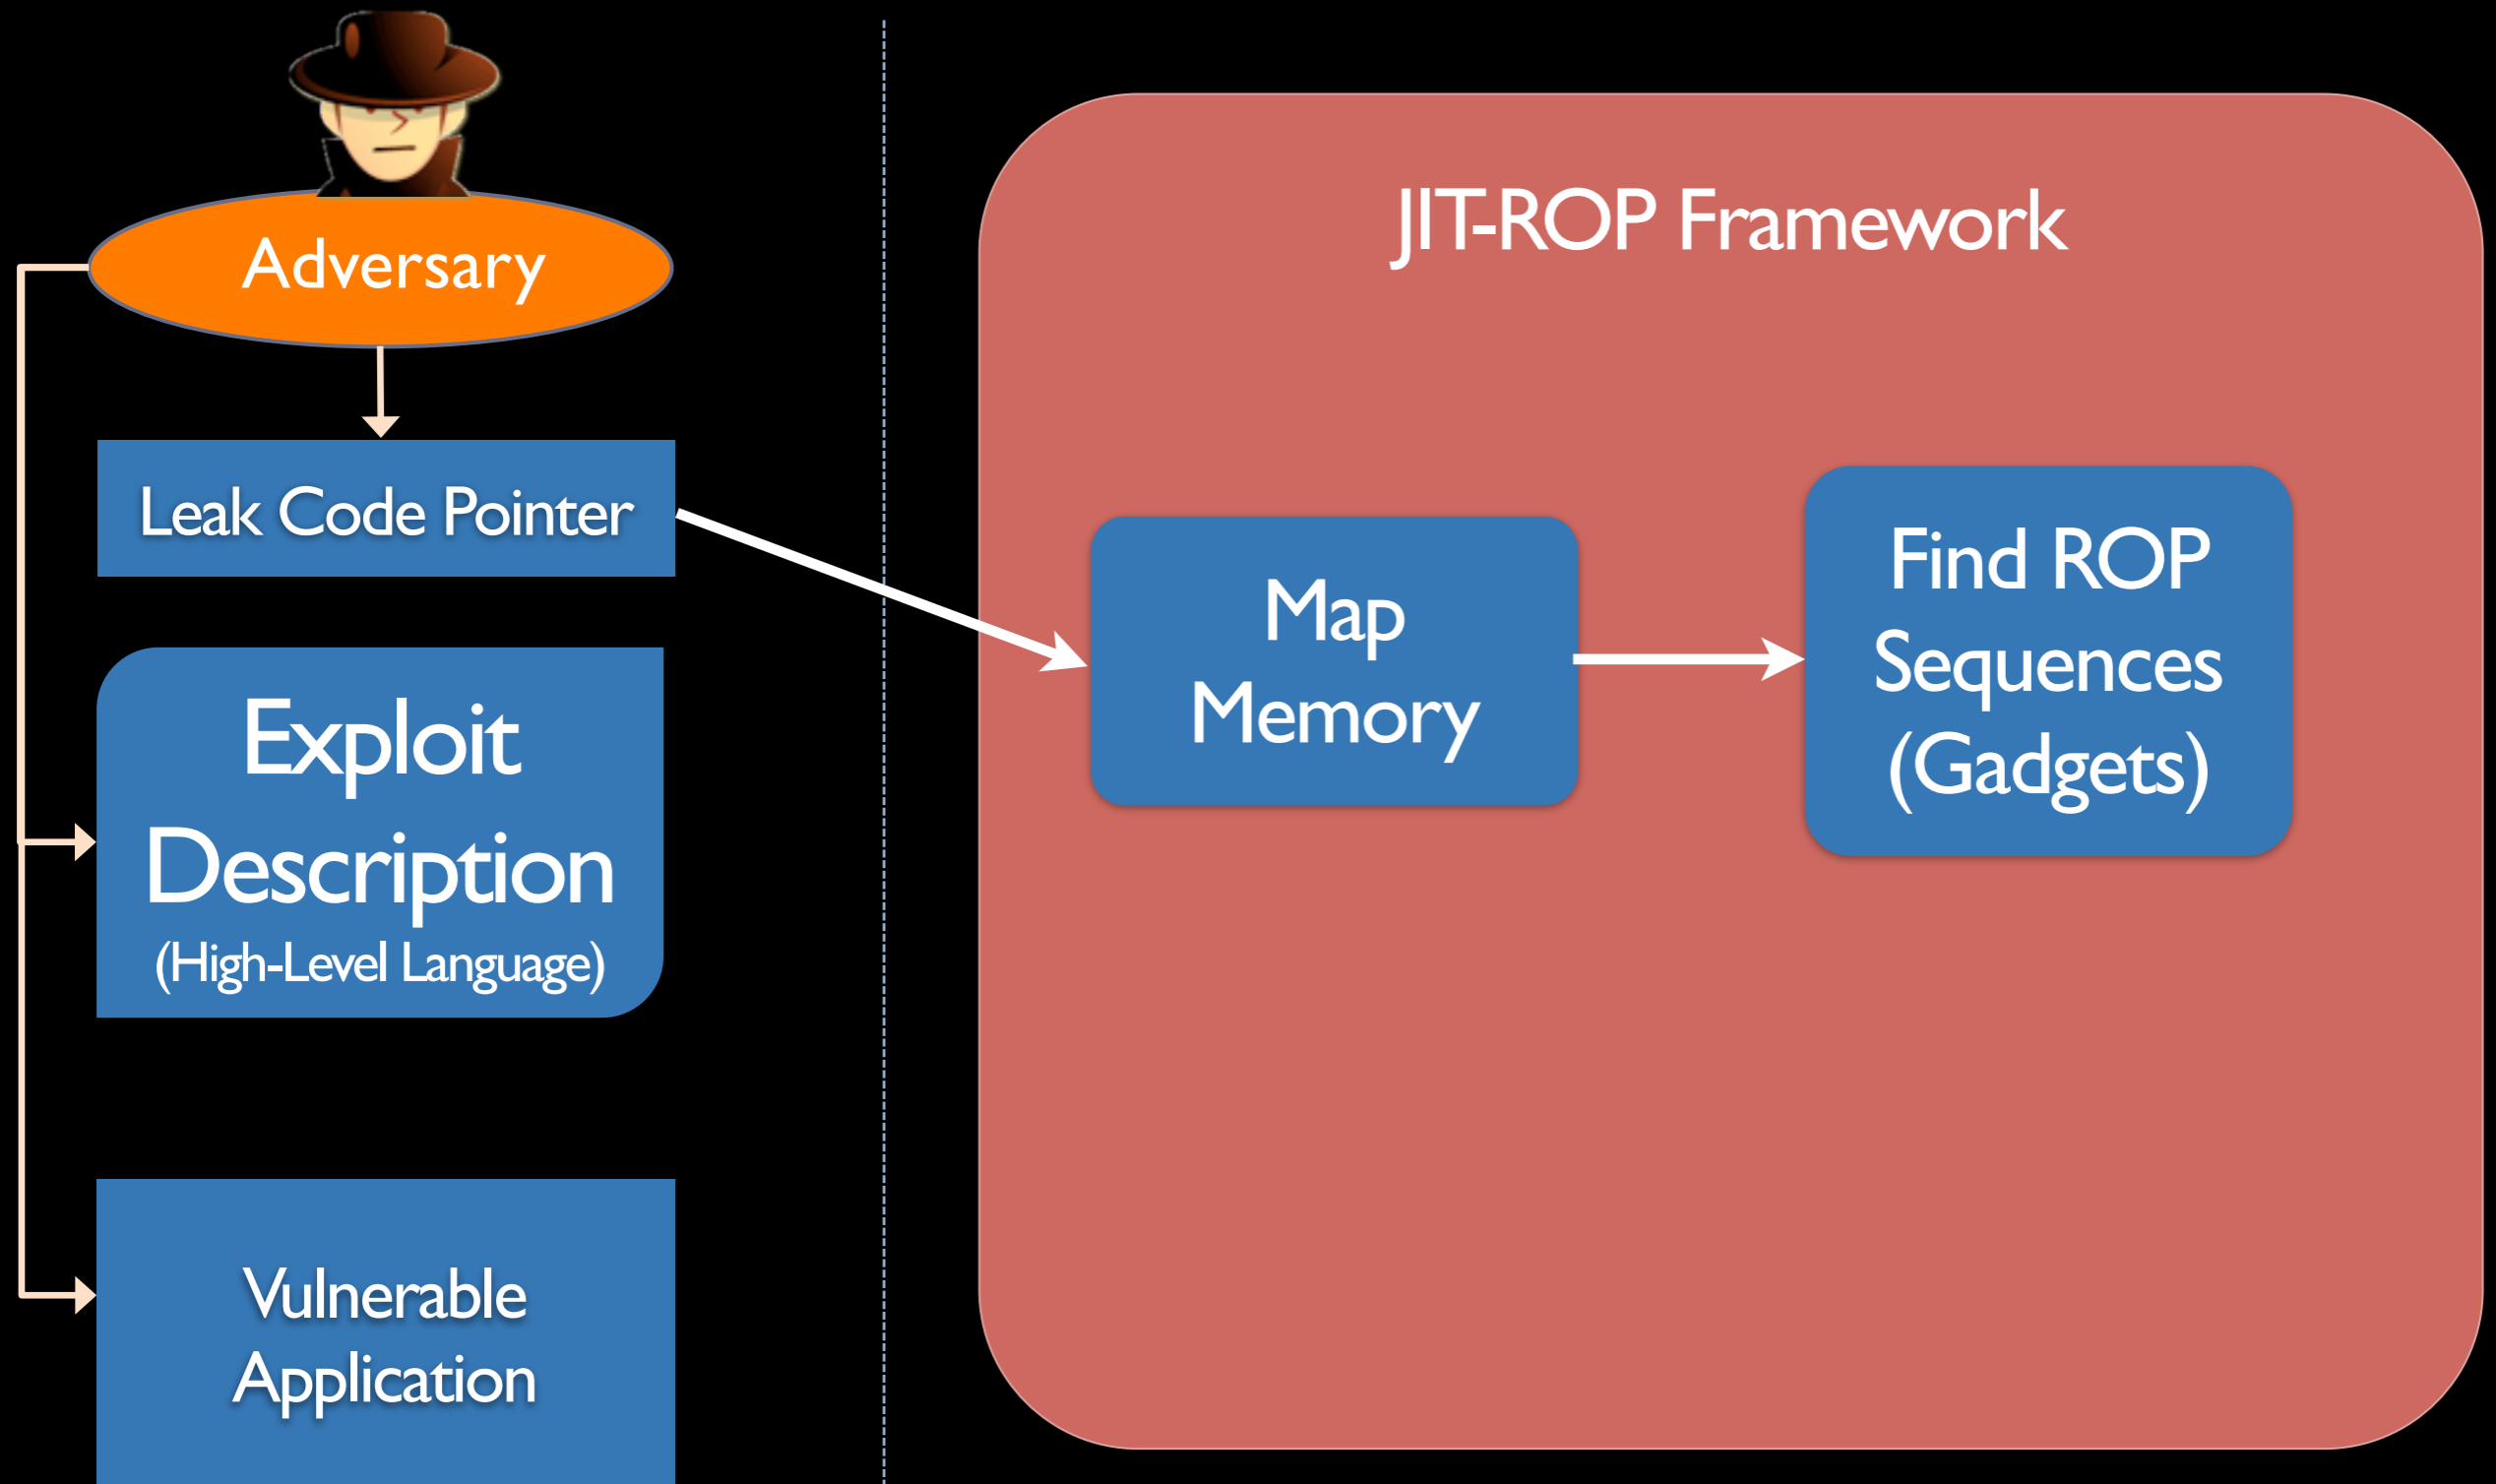 Adversary
Leak Code Pointer
Exploit
Description
(High-Level Language)
Vulnerable
Application
JIT-ROP Framework
Map
Memory
Find ROP
Sequences
(Gadgets)